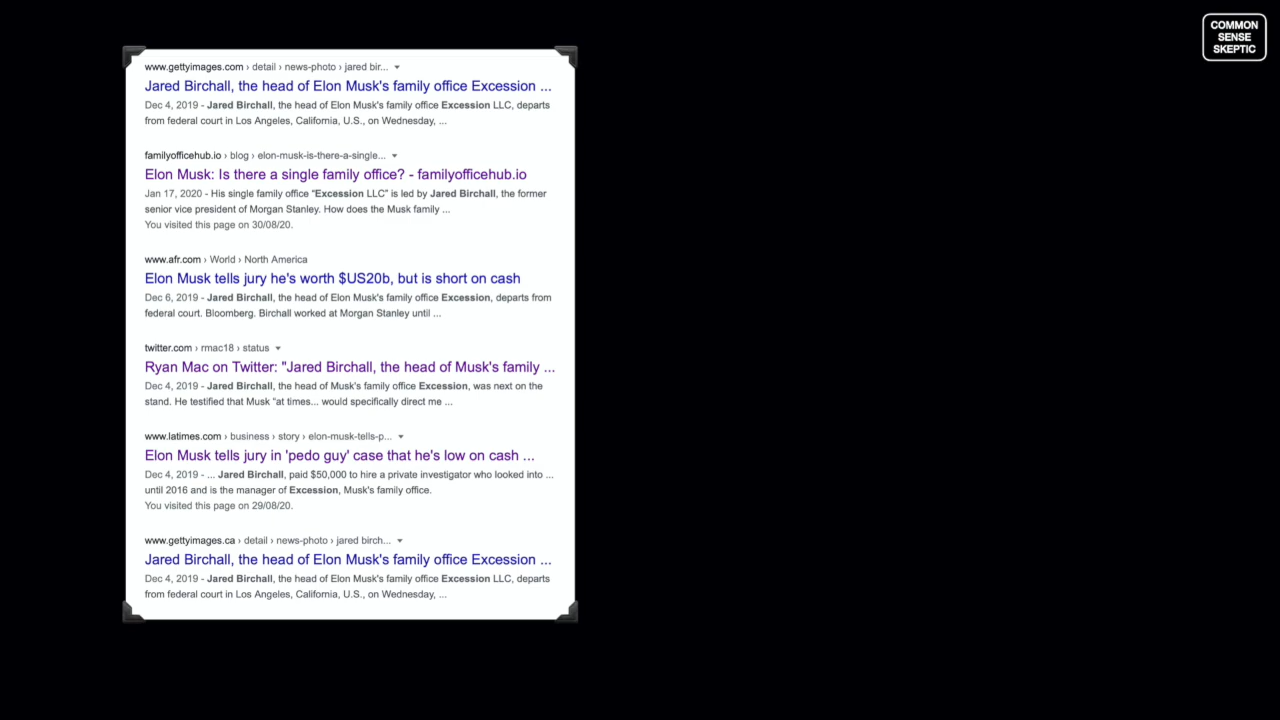 COMMON
SENSE
SKEPTIC
www.gettyimages.com › detail › news-photo › jared bir...
Jared Birchall, the head of Elon Musk's family office Excession ...
Dec 4, 2019 - Jared Birchall, the head of Elon Musk's family office Excession LLC, departs
from federal court in Los Angeles, California, U.S., on Wednesday, ...
familyofficehub.io › blog › elon-musk-is-there-a-single...
Elon Musk: Is there a single family office? - familyofficehub.io
Jan 17, 2020 - His single family office “Excession LLC” is led by Jared Birchall, the former
senior vice president of Morgan Stanley. How does the Musk family ...
You visited this page on 30/08/20.
www.afr.com › World › North America
Elon Musk tells jury he's worth $US20b, but is short on cash
Dec 6, 2019 - Jared Birchall, the head of Elon Musk's family office Excession, departs from
federal court. Bloomberg. Birchall worked at Morgan Stanley until ...
twitter.com › rmac18 › status
Ryan Mac on Twitter: "Jared Birchall, the head of Musk's family ...
Dec 4, 2019 - Jared Birchall, the head of Musk's family office Excession, was next on the
stand. He testified that Musk “at times... would specifically direct me ...
www.latimes.com › business › story › elon-musk-tells-p...
Elon Musk tells jury in 'pedo guy' case that he's low on cash ...
Dec 4, 2019 - ... Jared Birchall, paid $50,000 to hire a private investigator who looked into ...
until 2016 and is the manager of Excession, Musk's family office.
You visited this page on 29/08/20.
www.gettyimages.ca › detail › news-photo › jared birch...
Jared Birchall, the head of Elon Musk's family office Excession ...
Dec 4, 2019 - Jared Birchall, the head of Elon Musk's family office Excession LLC, departs
from federal court in Los Angeles, California, U.S., on Wednesday, ...